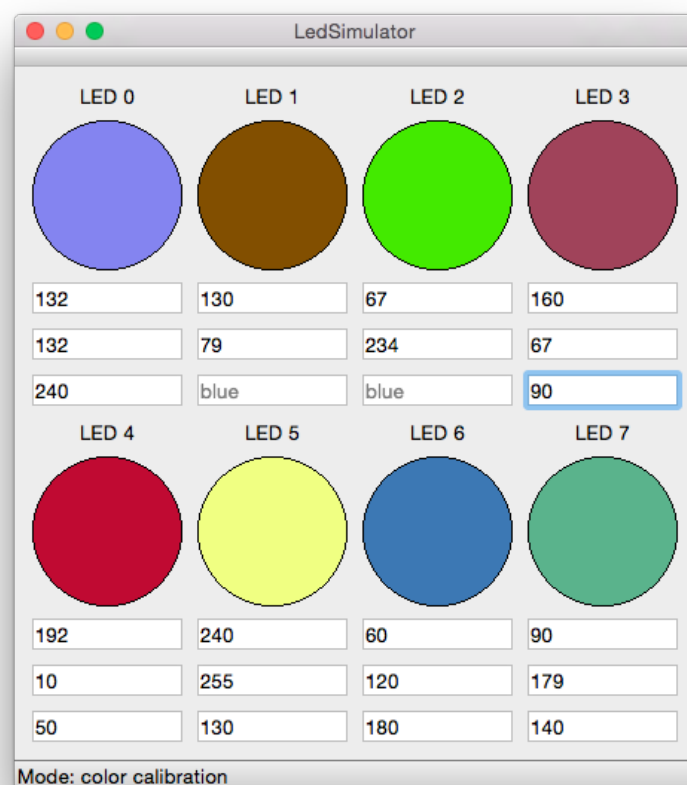 LedSimulator
LED 0 LED 1 LED 2 LED 3
132 130 67 160
132 79 234 67
240 blue blue 90
LED 4 LED 5 LED 6 LED 7
192 240 60 90
10 255 120 179
50 130 180 140
Mode: color calibration